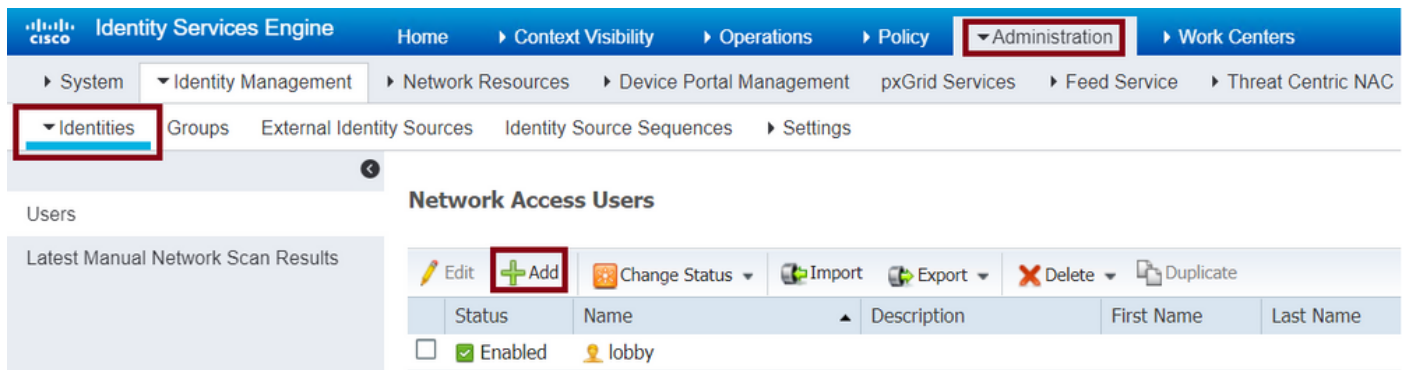 cisco Identity Services Engine Home Context Visibility Operations Policy Administration Work Centers
System Identity Management Network Resources Device Portal Management pxGrid Services Feed Service Threat Centric NAC
Identities Groups External Identity Sources Identity Source Sequences Settings
Users
Latest Manual Network Scan Results
Network Access Users
Edit Add Change Status Import Export Delete Duplicate
Status Name Description First Name Last Name
Enabled lobby